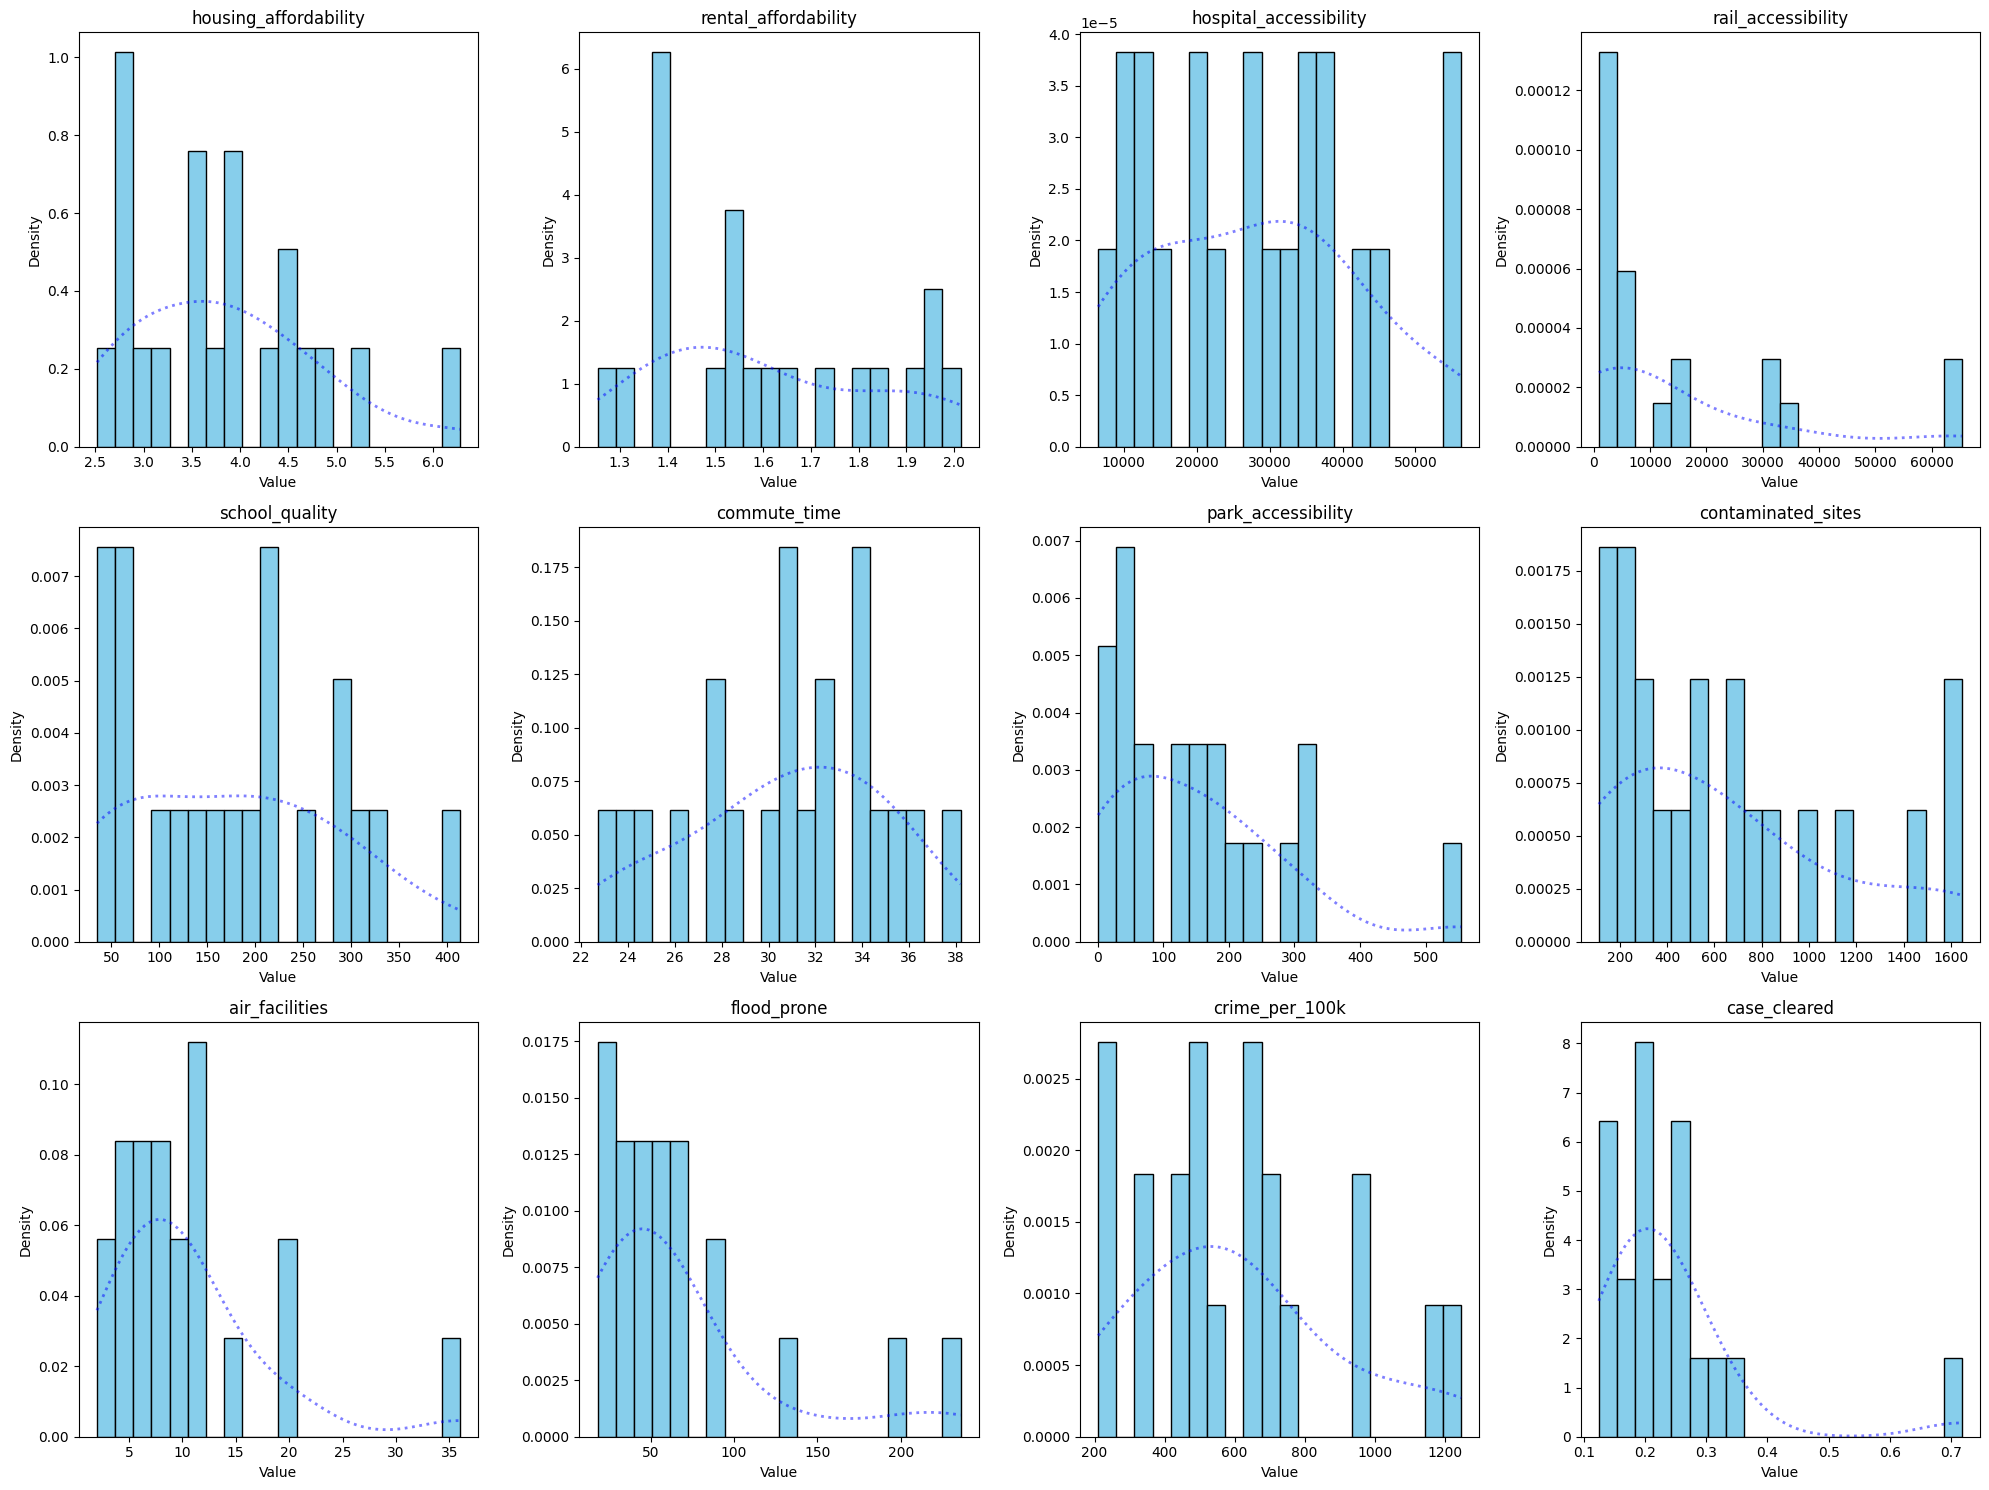 housing_affordability
1.0
0.8
0.6
0.4
0.2
0.0
Density
2.5 3.0 3.5 4.0 4.5 5.0 5.5 6.0
Value
rental_affordability
6
5
4
3
2
1
0
Density
1.3 1.4 1.5 1.6 1.7 1.8 1.9 2.0
Value
hospital_accessibility
1e−5
4.0
3.5
3.0
2.5
2.0
1.5
1.0
0.5
0.0
Density
10000 20000 30000 40000 50000
Value
rail_accessibility
0.00012
0.00010
0.00008
0.00006
0.00004
0.00002
0.00000
Density
0 10000 20000 30000 40000 50000 60000
Value
school_quality
0.007
0.006
0.005
0.004
0.003
0.002
0.001
0.000
Density
50 100 150 200 250 300 350 400
Value
commute_time
0.175
0.150
0.125
0.100
0.075
0.050
0.025
0.000
Density
22 24 26 28 30 32 34 36 38
Value
park_accessibility
0.007
0.006
0.005
0.004
0.003
0.002
0.001
0.000
Density
0 100 200 300 400 500
Value
contaminated_sites
0.00175
0.00150
0.00125
0.00100
0.00075
0.00050
0.00025
0.00000
Density
200 400 600 800 1000 1200 1400 1600
Value
air_facilities
0.10
0.08
0.06
0.04
0.02
0.00
Density
5 10 15 20 25 30 35
Value
flood_prone
0.0175
0.0150
0.0125
0.0100
0.0075
0.0050
0.0025
0.0000
Density
50 100 150 200
Value
crime_per_100k
0.0025
0.0020
0.0015
0.0010
0.0005
0.0000
Density
200 400 600 800 1000 1200
Value
case_cleared
8
7
6
5
4
3
2
1
0
Density
0.1 0.2 0.3 0.4 0.5 0.6 0.7
Value